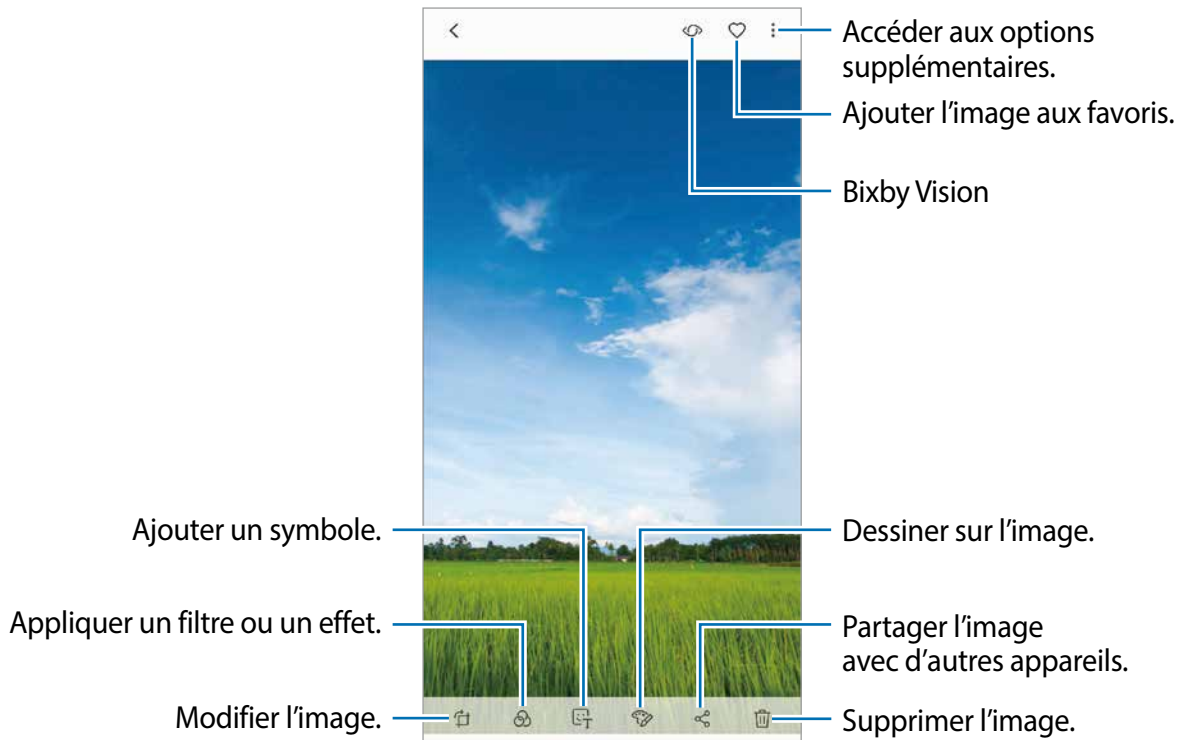 Accéder aux options
supplémentaires.
Ajouter l’image aux favoris.
Bixby Vision
Ajouter un symbole.
Dessiner sur l’image.
Appliquer un filtre ou un effet.
Partager l’image
avec d’autres appareils.
Modifier l’image.
Supprimer l’image.